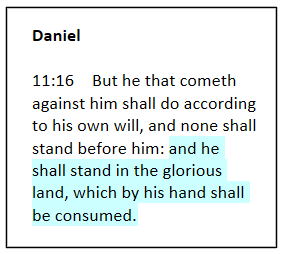 Daniel
11:16 But he that cometh
against him shall do according
to his own will, and none shall
stand before him: and he
shall stand in the glorious
land, which by his hand shall
be consumed.